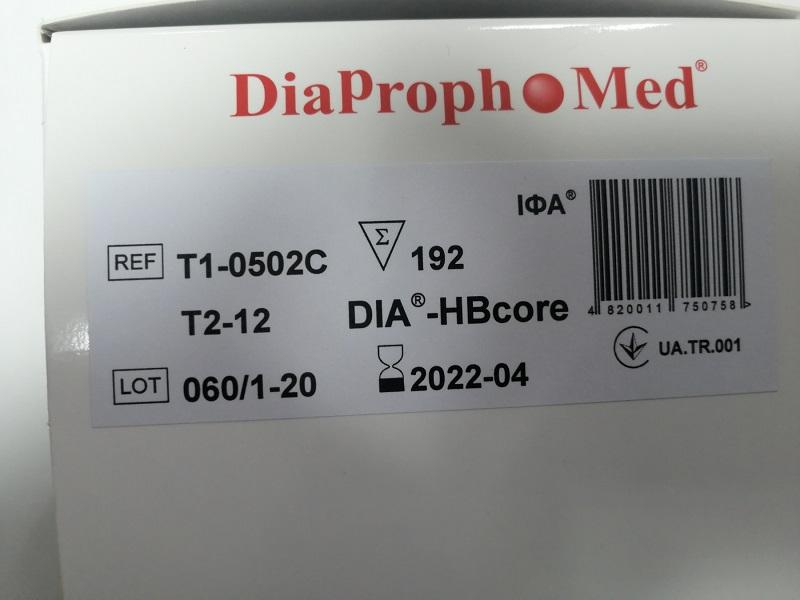 DiaProph Med®
ІФА®
REF T1-0502C Σ 192
T2-12 DIA®-HBcore
4 820011 750758 >
UA.TR.001
LOT 060/1-20 2022-04